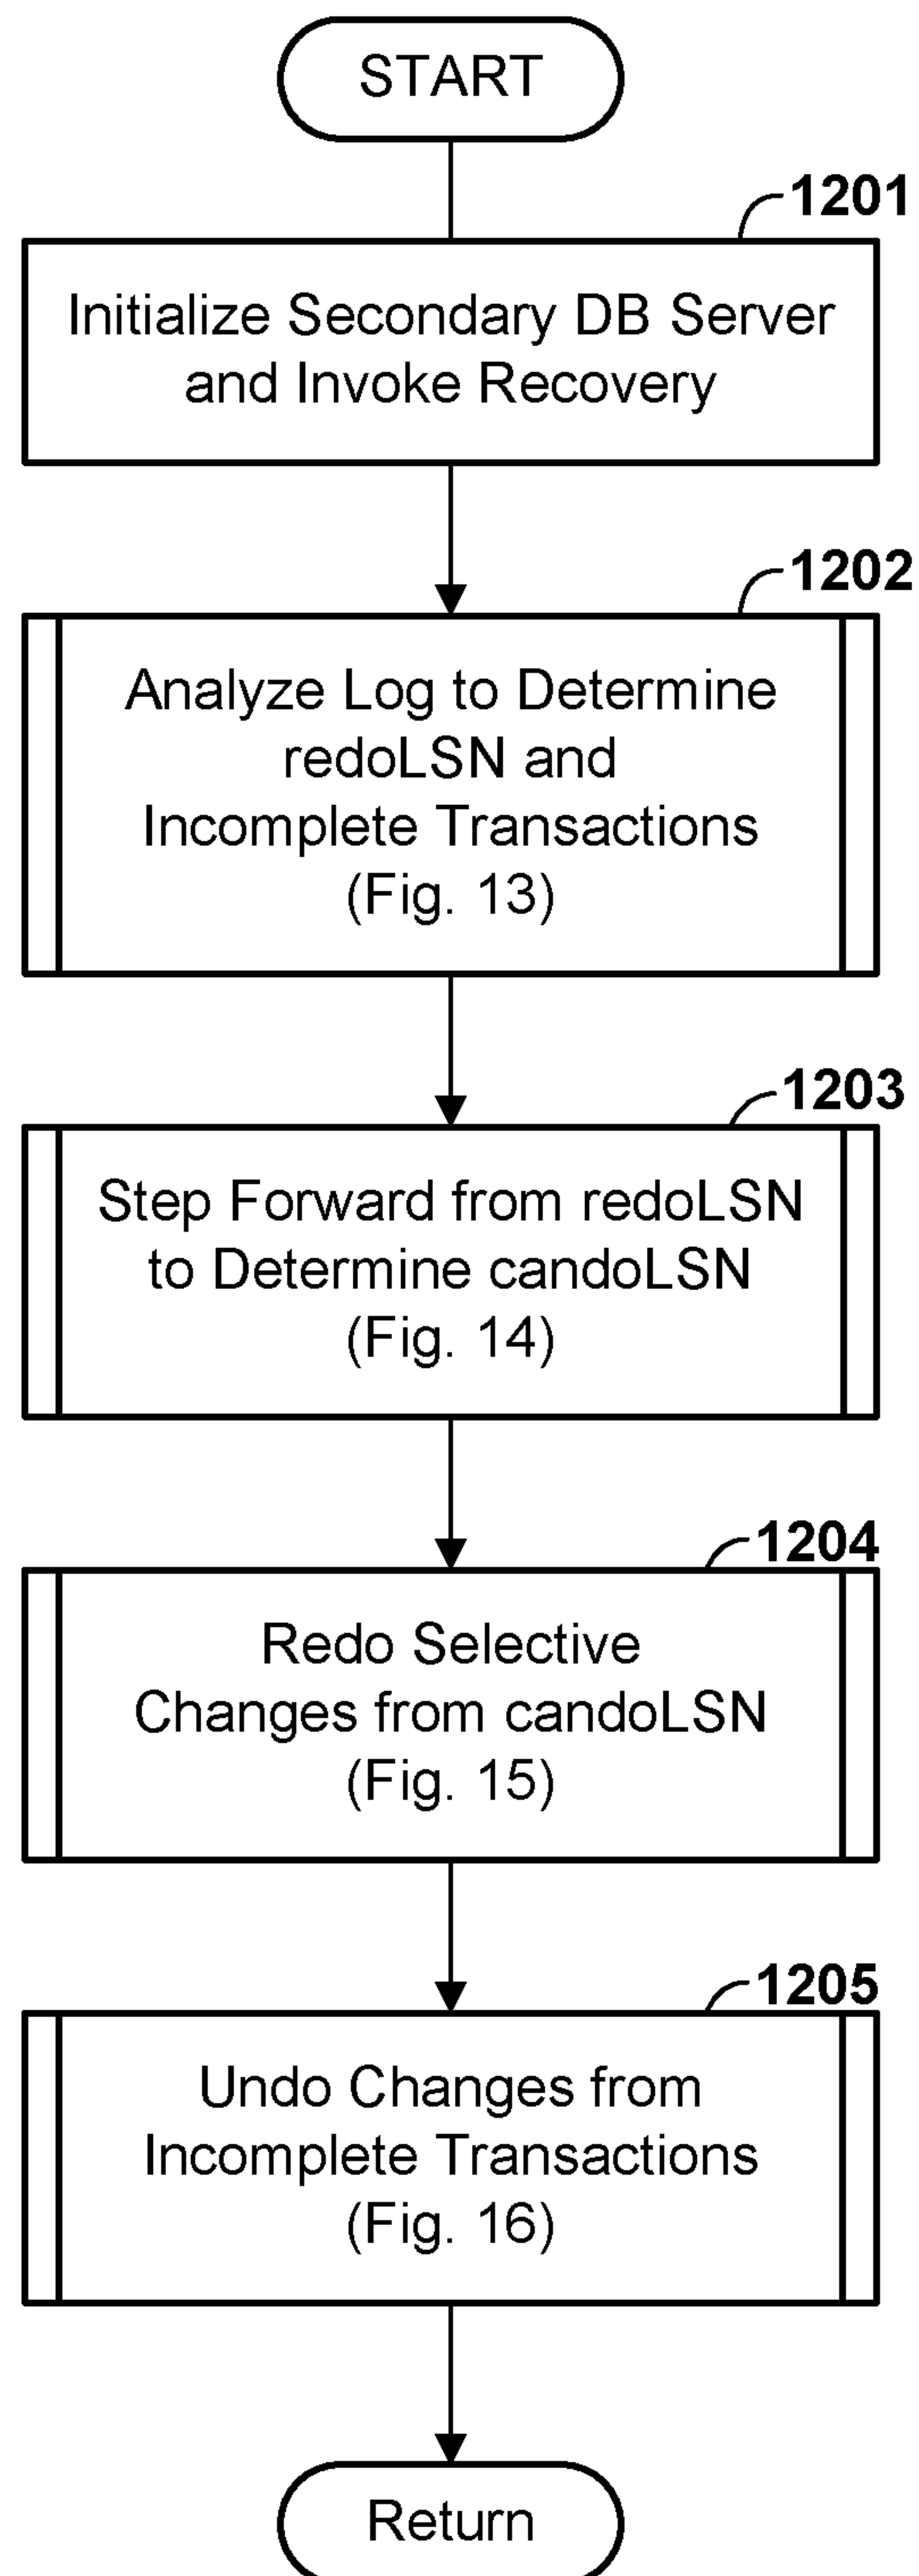 START
1201
Initialize Secondary DB Server
and Invoke Recovery
1202
Analyze Log to Determine
redoLSN and
Incomplete Transactions
(Fig. 13)
1203
Step Forward from redoLSN
to Determine candoLSN
(Fig. 14)
1204
Redo Selective
Changes from candoLSN
(Fig. 15)
1205
Undo Changes from
Incomplete Transactions
(Fig. 16)
Return